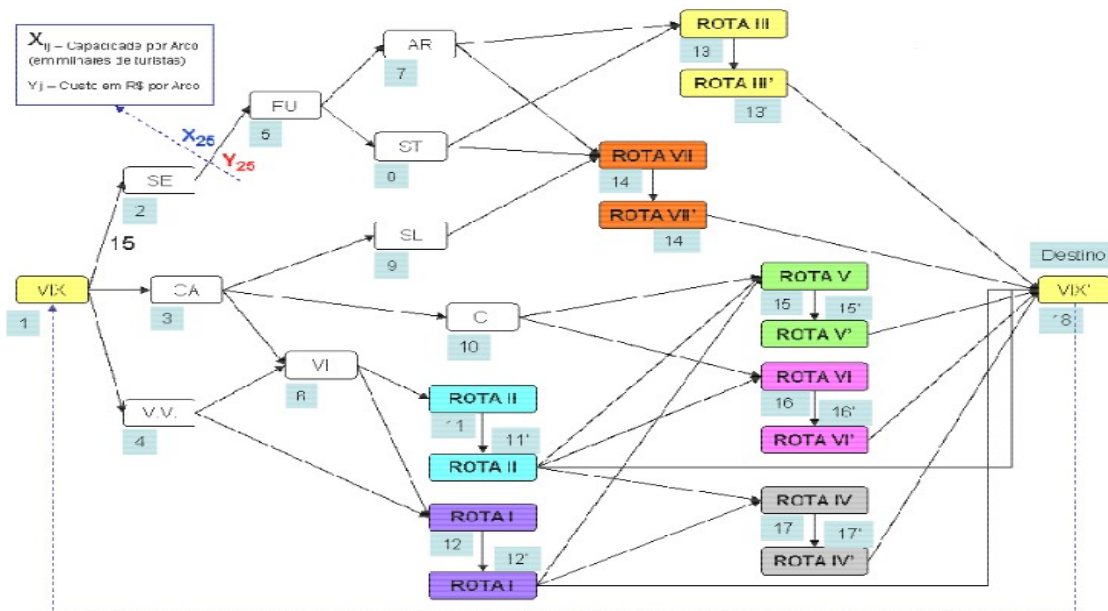 Xij – Capacidade por Arco
(em milhares de turistas)
Yj – Custo em R$ por Arco
X25
Y25
ROTA III
13
ROTA III'
13'
AR
7
FU
5
ST
8
SE
2
15
ROTA VII
14
ROTA VII'
14
SL
9
Destino
VIX
1
CA
3
VIX'
18
C
10
ROTA V
15
15'
ROTA V'
VI
6
ROTA VI
16
16'
ROTA VI'
V.V.
4
ROTA II
11
11'
ROTA II
ROTA I
12
12'
ROTA I
ROTA IV
17
17'
ROTA IV'